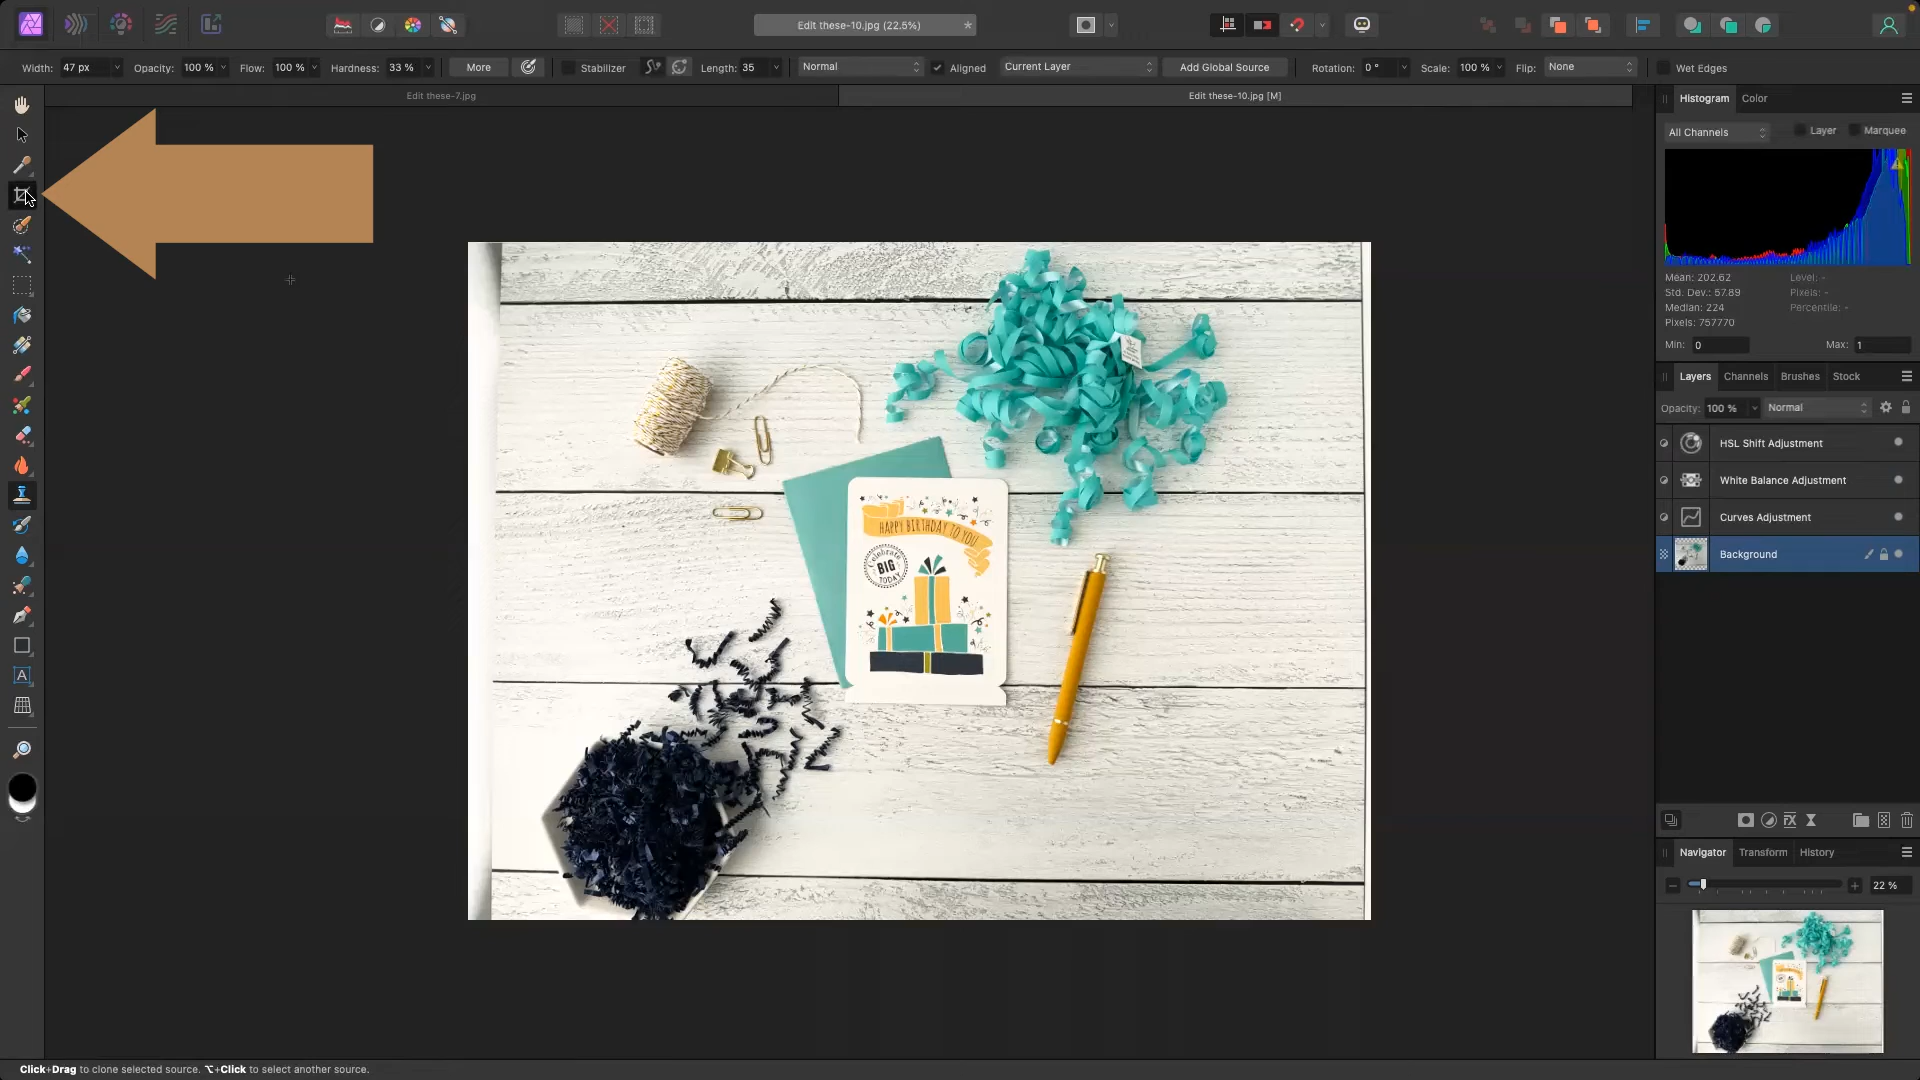 Edit these-10.jpg (22.5%) *
Width: 47 px Opacity: 100 % Flow: 100 % Hardness: 33 % More Stabilizer Length: 35 Normal Aligned Current Layer Add Global Source Rotation: 0 ° Scale: 100 % Flip: None Wet Edges
Edit these-7.jpg Edit these-10.jpg [M]
Histogram Color
All Channels Layer Marquee
Mean: 202.62 Level: -
Std. Dev.: 57.89 Pixels: -
Median: 224 Percentile: -
Pixels: 757770
Min: 0 Max: 1
Layers Channels Brushes Stock
Opacity: 100 % Normal
HSL Shift Adjustment
White Balance Adjustment
Curves Adjustment
Background
HAPPY BIRTHDAY TO YOU
Celebrate
BIG
TODAY
A
fx
Navigator Transform History
22 %
Click+Drag to clone selected source. ⌥+Click to select another source.